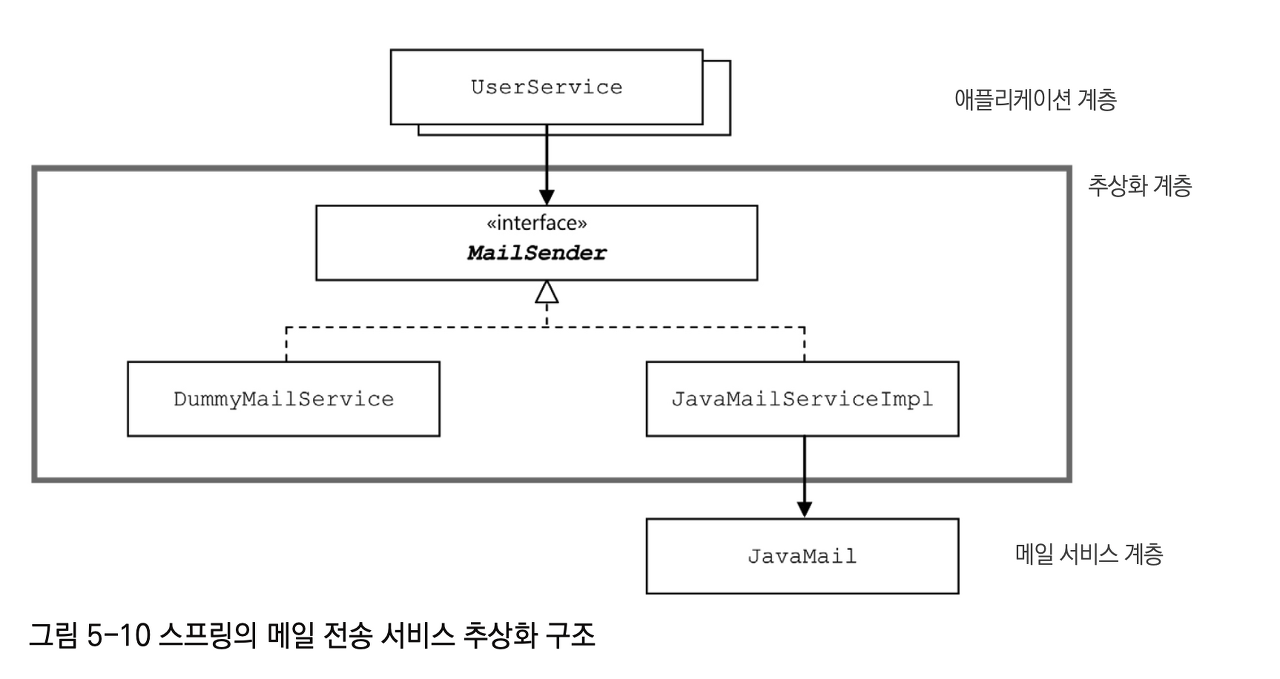 UserService
애플리케이션 계층
추상화 계층
«interface»
MailSender
DummyMailService
JavaMailServiceImpl
JavaMail
메일 서비스 계층
그림 5-10 스프링의 메일 전송 서비스 추상화 구조